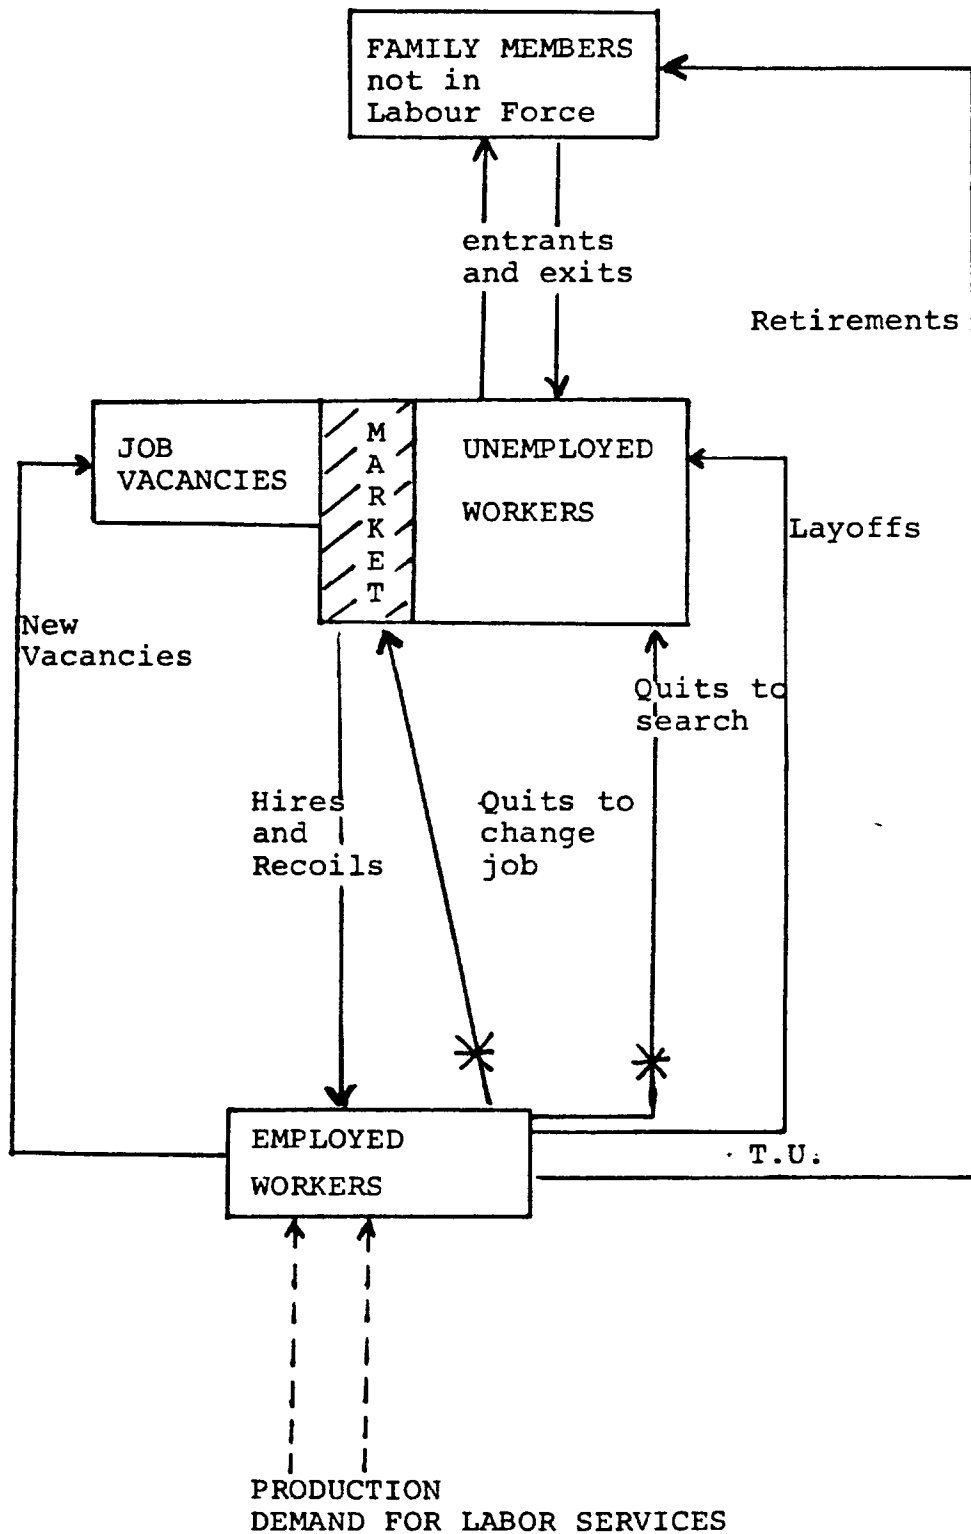 FAMILY MEMBERS
not in
Labour Force
entrants
and exits
Retirements
JOB
VACANCIES
MARKET
UNEMPLOYED
WORKERS
Layoffs
New
Vacancies
Quits to
search
Hires
and
Recoils
Quits to
change
job
EMPLOYED
WORKERS
T.U.
PRODUCTION
DEMAND FOR LABOR SERVICES